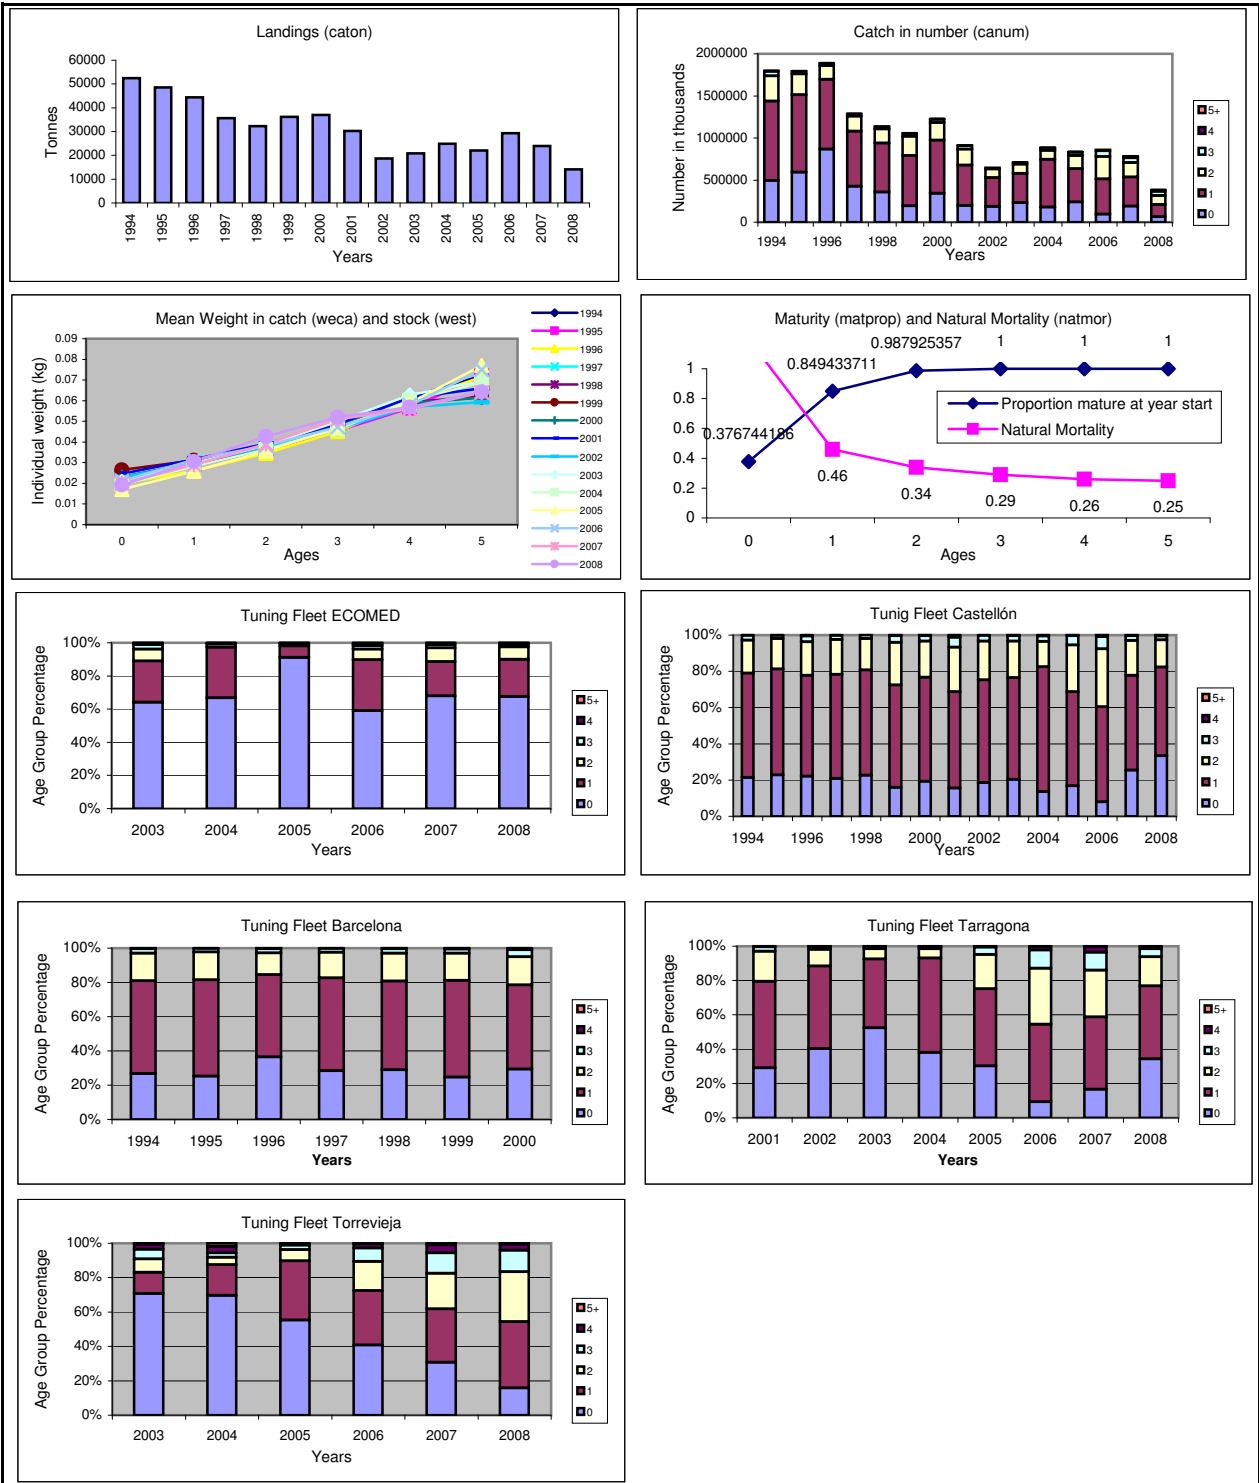 Landings (caton)
60000
50000
40000
30000
20000
10000
0
Tonnes
1994 1995 1996 1997 1998 1999 2000 2001 2002 2003 2004 2005 2006 2007 2008
Years
Catch in number (canum)
2000000
1500000
1000000
500000
0
Number in thousands
1994 1996 1998 2000 2002 2004 2006 2008
Years
5+
4
3
2
1
0
Mean Weight in catch (weca) and stock (west)
0.09
0.08
0.07
0.06
0.05
0.04
0.03
0.02
0.01
0
Individual weight (kg)
0 1 2 3 4 5
Ages
1994
1995
1996
1997
1998
1999
2000
2001
2002
2003
2004
2005
2006
2007
2008
Maturity (matprop) and Natural Mortality (natmor)
0.987925357 1 1 1
0.849433711
0.376744186
1
0.8
0.6
0.4
0.2
0
Proportion mature at year start
Natural Mortality
0.46 0.34 0.29 0.26 0.25
0 1 2 3 4 5
Ages
Tuning Fleet ECOMED
100%
80%
60%
40%
20%
0%
Age Group Percentage
2003 2004 2005 2006 2007 2008
Years
5+
4
3
2
1
0
Tunig Fleet Castellón
100%
80%
60%
40%
20%
0%
Age Group Percentage
1994 1996 1998 2000 2002 2004 2006 2008
Years
5+
4
3
2
1
0
Tuning Fleet Barcelona
100%
80%
60%
40%
20%
0%
Age Group Percentage
1994 1995 1996 1997 1998 1999 2000
Years
5+
4
3
2
1
0
Tuning Fleet Tarragona
100%
80%
60%
40%
20%
0%
Age Group Percentage
2001 2002 2003 2004 2005 2006 2007 2008
Years
5+
4
3
2
1
0
Tuning Fleet Torrevieja
100%
80%
60%
40%
20%
0%
Age Group Percentage
2003 2004 2005 2006 2007 2008
Years
5+
4
3
2
1
0